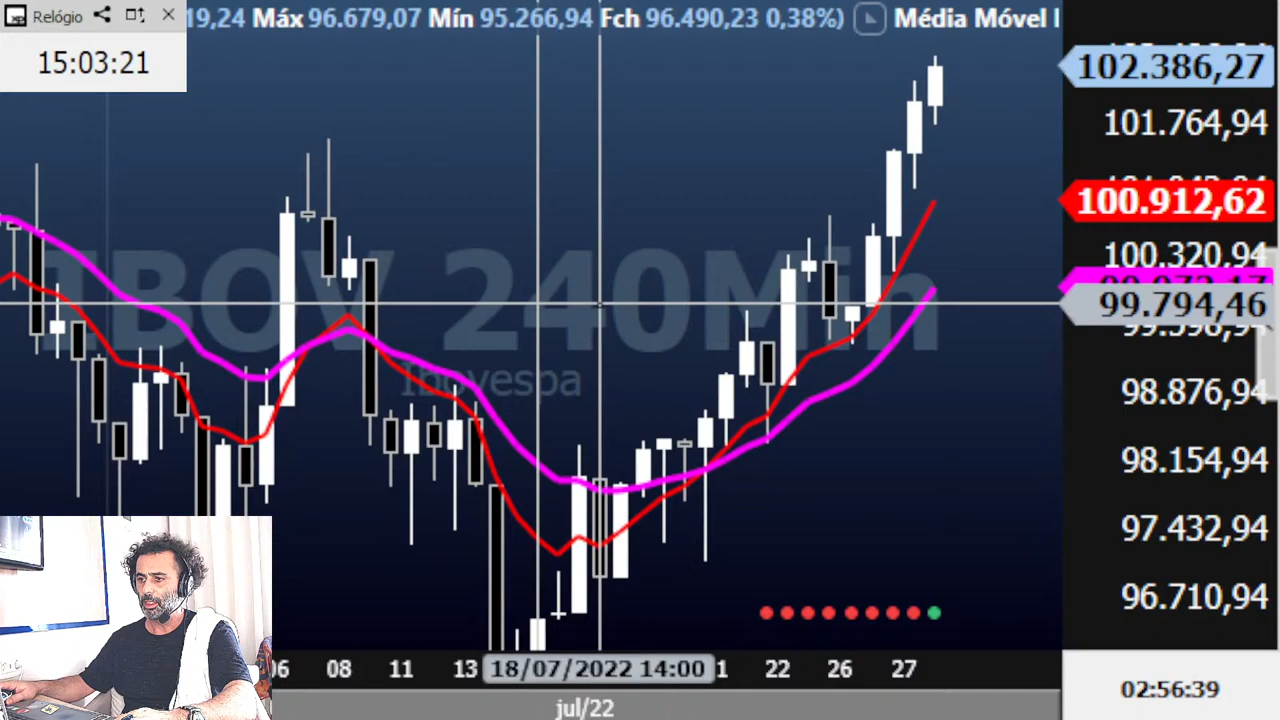 Relógio
15:03:21
19,24 Máx 96.679,07 Mín 95.266,94 Fch 96.490,23 0,38%)
Média Móvel
102.386,27
101.764,94
100.912,62
100.320,94
99.794,46
98.876,94
98.154,94
97.432,94
96.710,94
IBOV 240Min
Ibovespa
06 08 11 13 18/07/2022 14:00 22 26 27
jul/22
02:56:39